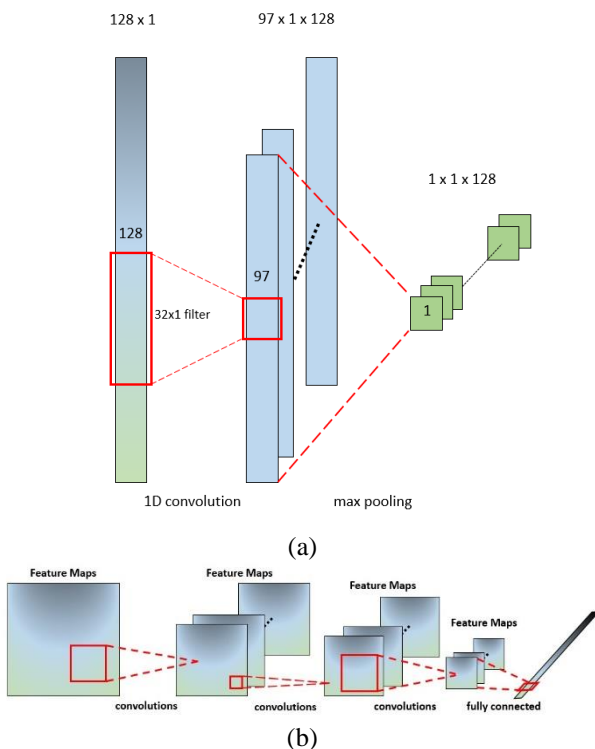 128 x 1
97 x 1 x 128
1 x 1 x 128
128
97
32x1 filter
1
1D convolution
max pooling
(a)
Feature Maps
Feature Maps
Feature Maps
Feature Maps
convolutions
convolutions
convolutions
fully connected
(b)